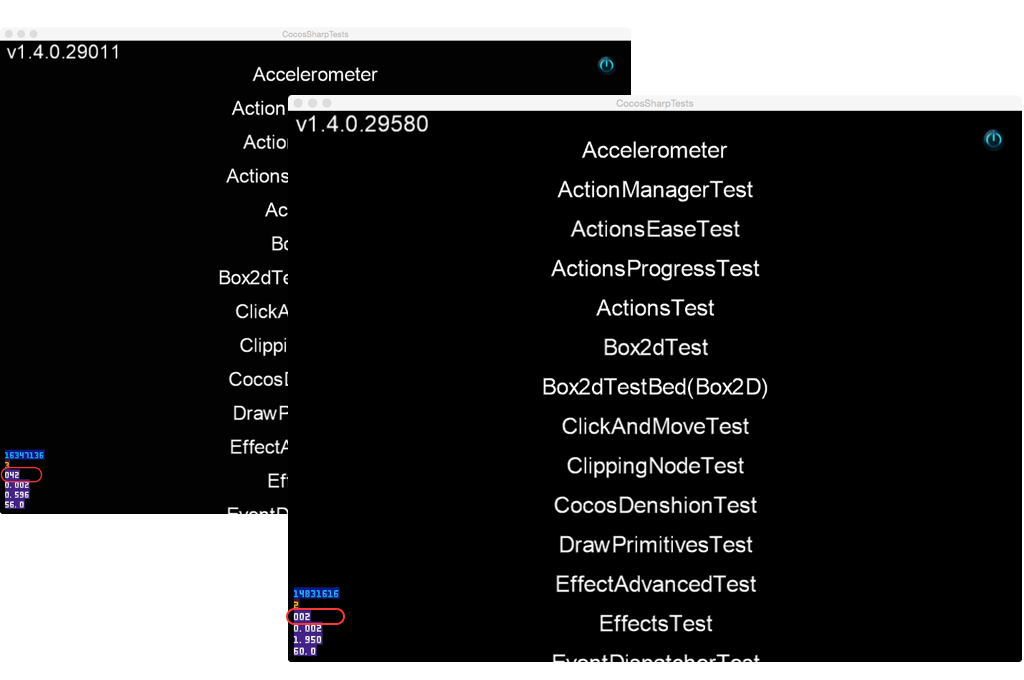 CocosSharpTests
v1.4.0.29011
Accelerometer
Action
Actio
Actions
Ac
Bo
Box2dTe
ClickA
Clippi
Cocos
DrawP
EffectA
Ef
EventD
16347136
3
042
0.002
0.596
56.0
CocosSharpTests
v1.4.0.29580
Accelerometer
ActionManagerTest
ActionsEaseTest
ActionsProgressTest
ActionsTest
Box2dTest
Box2dTestBed(Box2D)
ClickAndMoveTest
ClippingNodeTest
CocosDenshionTest
DrawPrimitivesTest
EffectAdvancedTest
EffectsTest
EventDispatcherTest
14831616
2
002
0.002
1.950
60.0